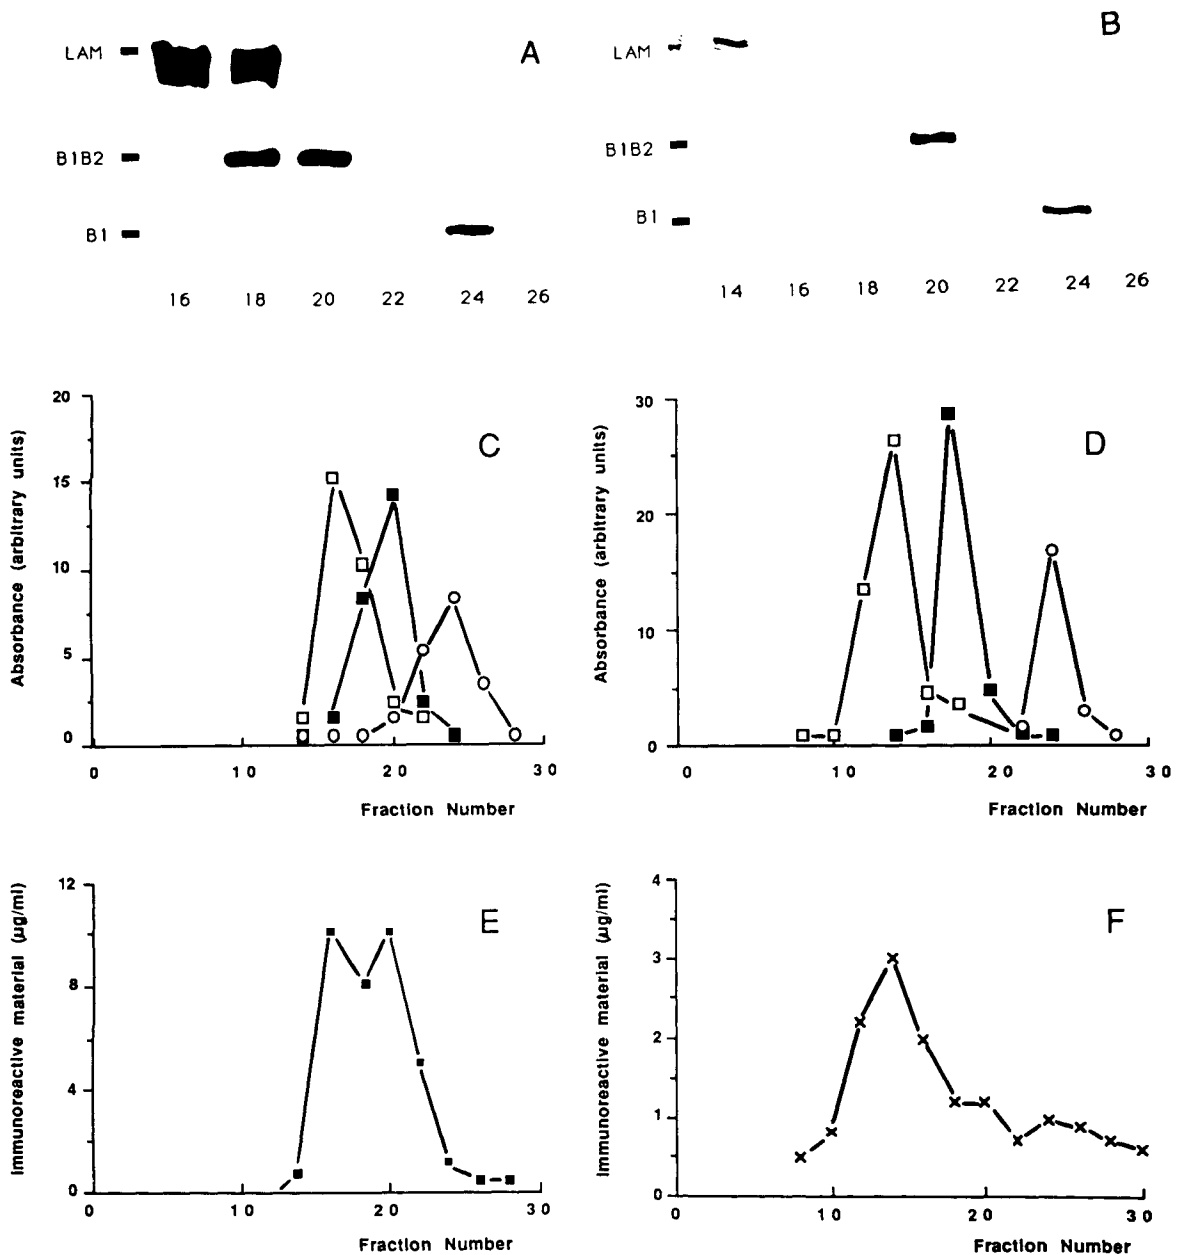 A
LAM
B1B2
B1
16 18 20 22 24 26
B
LAM
B1B2
B1
14 16 18 20 22 24 26
C
Absorbance (arbitrary units)
20
15
10
5
0
0 10 20 30
Fraction Number
D
Absorbance (arbitrary units)
30
20
10
0
0 10 20 30
Fraction Number
E
Immunoreactive material (µg/ml)
12
8
4
0
0 10 20 30
Fraction Number
F
Immunoreactive material (µg/ml)
4
3
2
1
0
0 10 20 30
Fraction Number